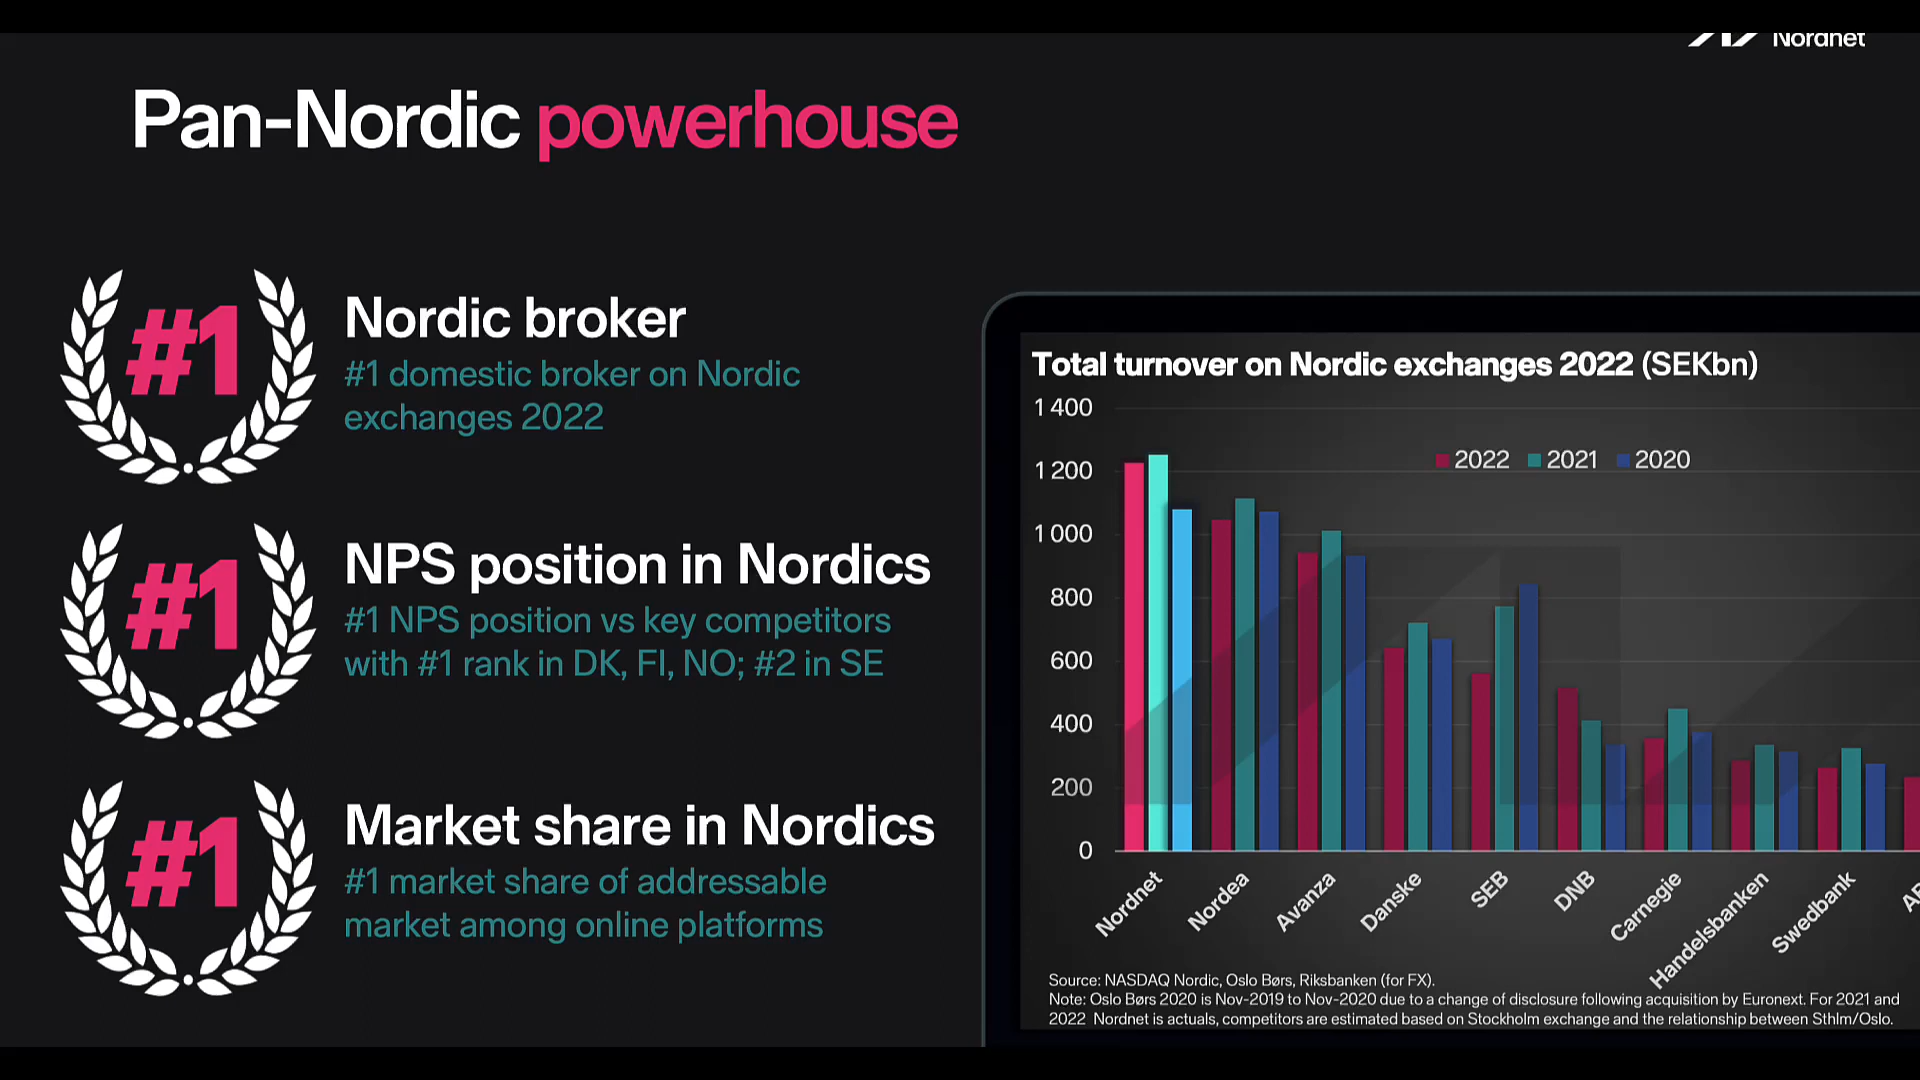 Nordnet
Pan-Nordic powerhouse
#1
Nordic broker
#1 domestic broker on Nordic
exchanges 2022
#1
NPS position in Nordics
#1 NPS position vs key competitors
with #1 rank in DK, FI, NO; #2 in SE
#1
Market share in Nordics
#1 market share of addressable
market among online platforms
Total turnover on Nordic exchanges 2022 (SEKbn)
1 400
1 200
1 000
800
600
400
200
0
2022 2021 2020
Nordnet
Nordea
Avanza
Danske
SEB
DNB
Carnegie
Handelsbanken
Swedbank
Source: NASDAQ Nordic, Oslo Børs, Riksbanken (for FX).
Note: Oslo Børs 2020 is Nov-2019 to Nov-2020 due to a change of disclosure following acquisition by Euronext. For 2021 and
2022 Nordnet is actuals, competitors are estimated based on Stockholm exchange and the relationship between Sthlm/Oslo.